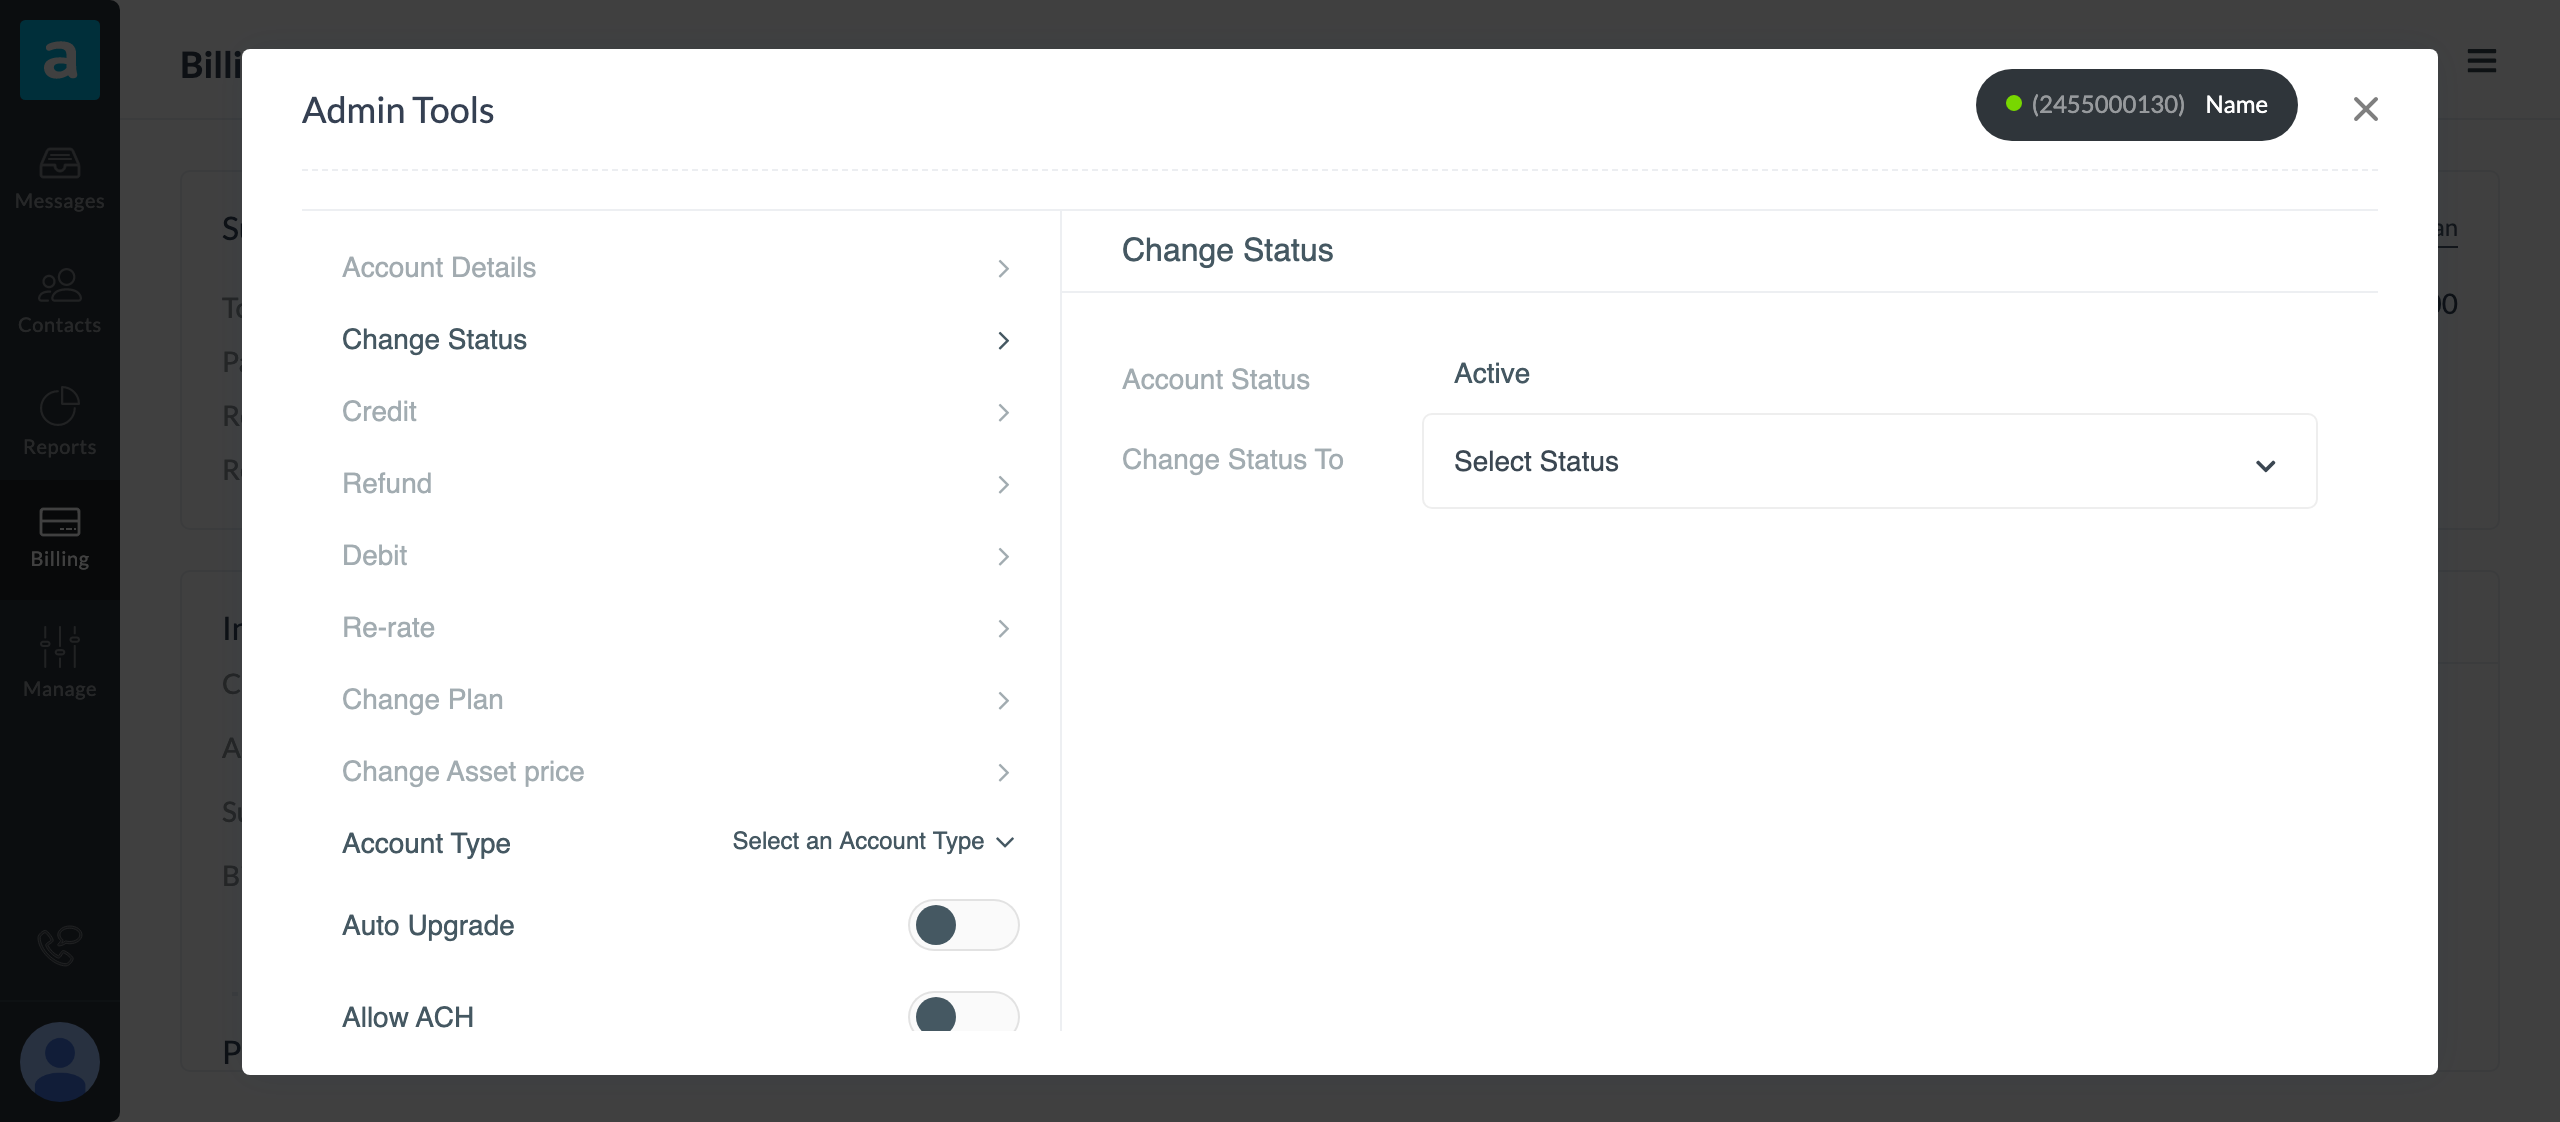 a
Billi
Admin Tools
(2455000130) Name
Messages
Contacts
Reports
Billing
Manage
Account Details
Change Status
Credit
Refund
Debit
Re-rate
Change Plan
Change Asset price
Account Type
Select an Account Type
Auto Upgrade
Allow ACH
Change Status
Account Status
Active
Change Status To
Select Status